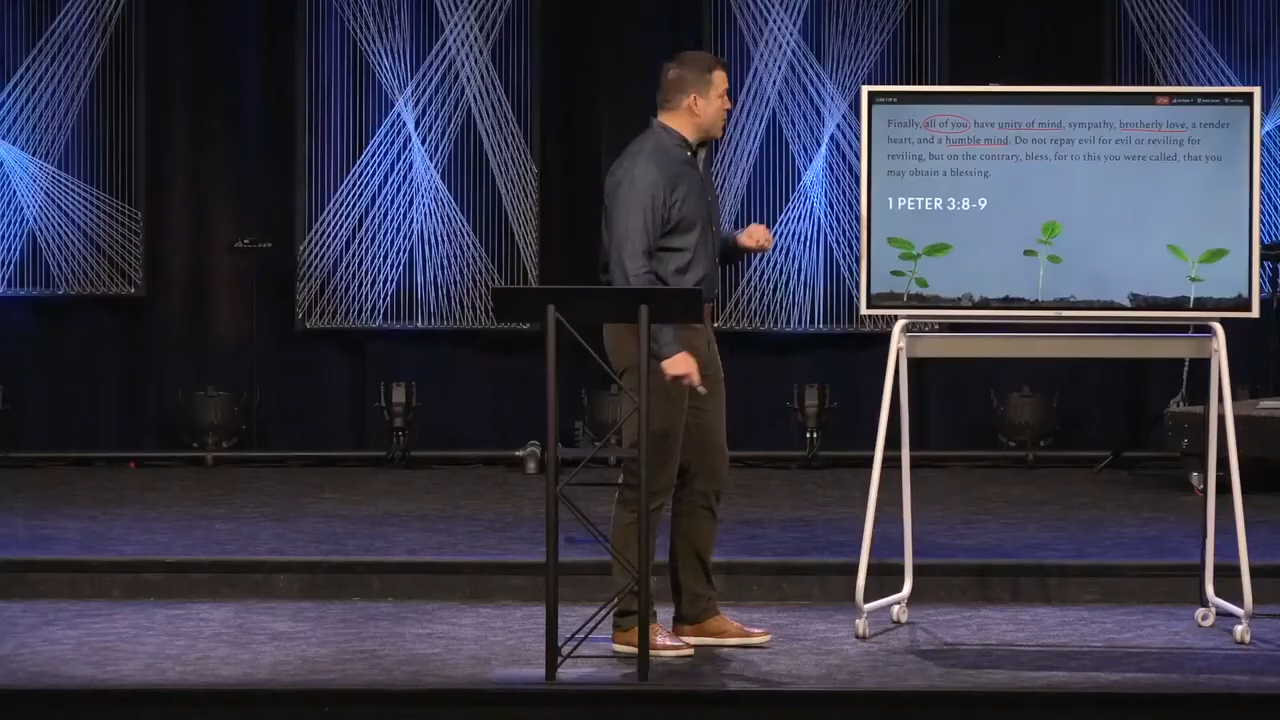 Finally, all of you have unity of mind, sympathy, brotherly love, a tender
heart, and a humble mind. Do not repay evil for evil or reviling for
reviling, but on the contrary, bless, for to this you were called, that you
may obtain a blessing.
1 PETER 3:8-9